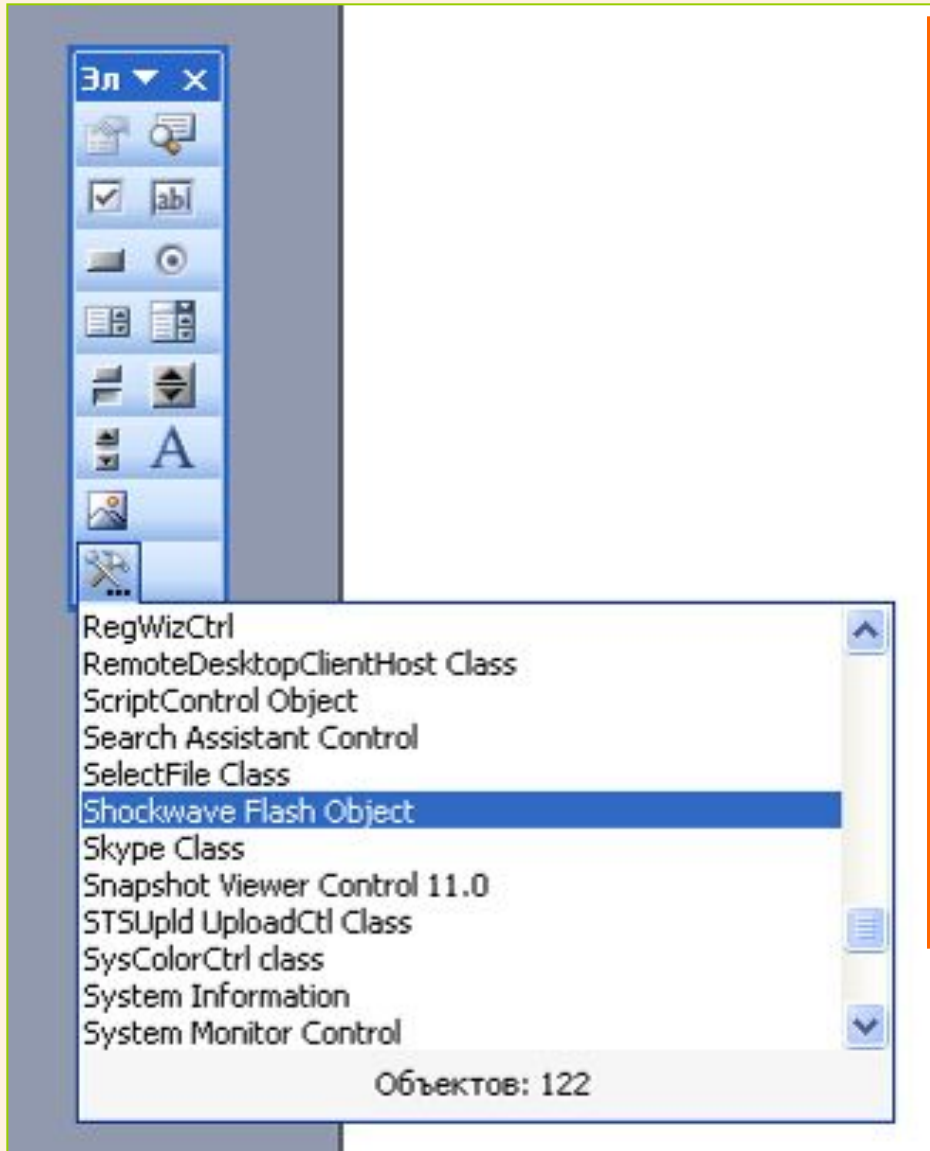 Эл
abl
A
RegWizCtrl
RemoteDesktopClientHost Class
ScriptControl Object
Search Assistant Control
SelectFile Class
Shockwave Flash Object
Skype Class
Snapshot Viewer Control 11.0
STSUpld UploadCtl Class
SysColorCtrl class
System Information
System Monitor Control
Объектов: 122